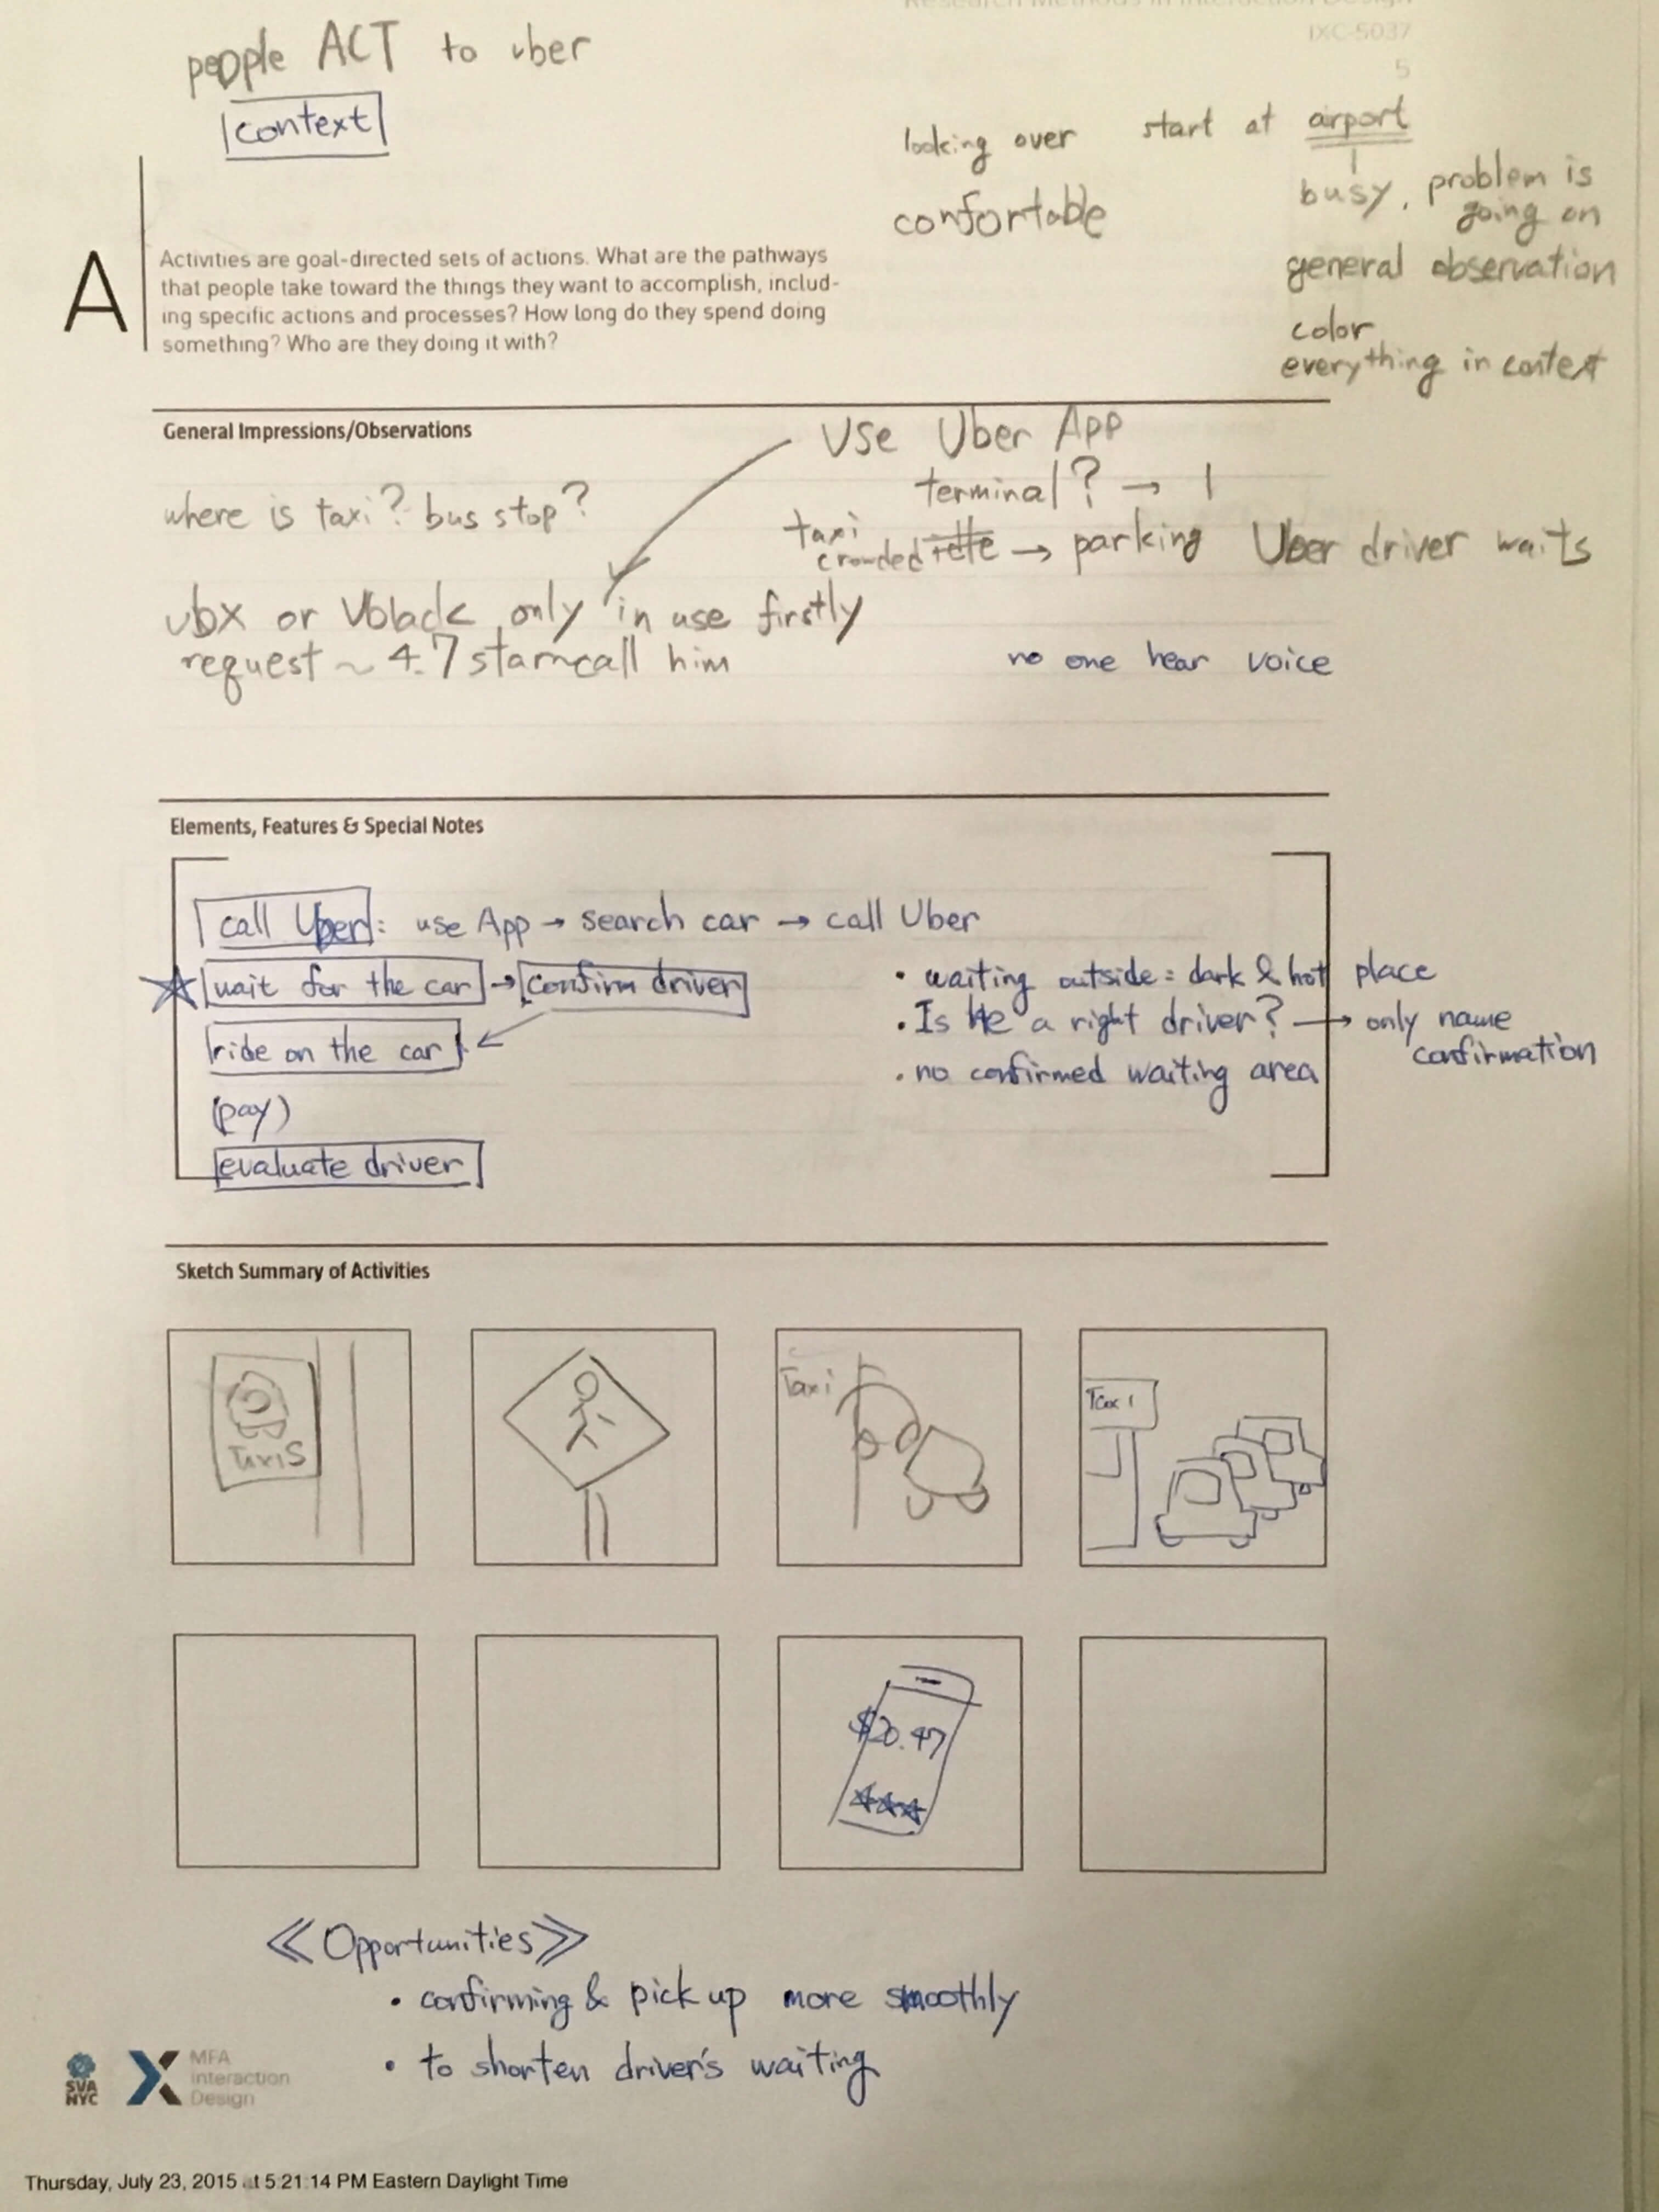 Research Methods in Interaction Design
IXC-5037
5
people ACT to uber
context
looking over
confortable
start at airport
busy, problem is
going on
general observation
color
everything in context
A
Activities are goal-directed sets of actions. What are the pathways
that people take toward the things they want to accomplish, includ-
ing specific actions and processes? How long do they spend doing
something? Who are they doing it with?
General Impressions/Observations
Use Uber App
terminal? → 1
where is taxi? bus stop?
taxi
crowded → parking Uber driver waits
ubx or Vblack only in use firstly
request ~ 4.7 star call him
no one hear voice
Elements, Features & Special Notes
call Uber: use App → search car → call Uber
wait for the car → confirm driver
ride on the car
(pay)
evaluate driver
• waiting outside = dark & hot place
• Is He a right driver? → only name
confirmation
• no confirmed waiting area
Sketch Summary of Activities
Taxis
Taxi
Taxi
$20.47
≪Opportunities≫
• confirming & pick up more smoothly
• to shorten driver's waiting
SVA
NYC
MFA
Interaction
Design
Thursday, July 23, 2015 at 5:21:14 PM Eastern Daylight Time